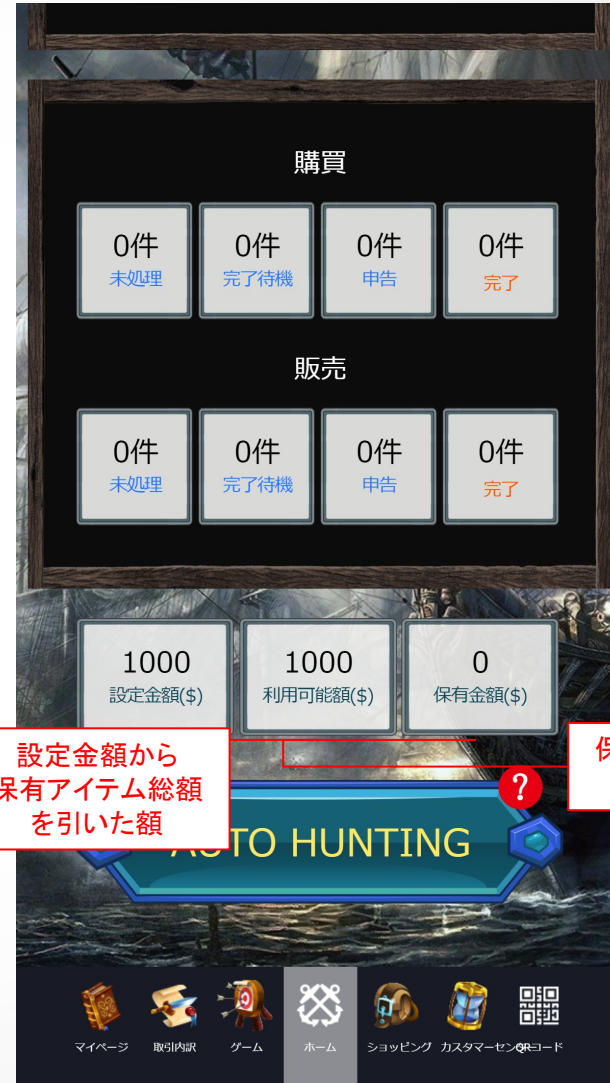 購買
0件
未処理
0件
完了待機
0件
申告
0件
完了
販売
0件
未処理
0件
完了待機
0件
申告
0件
完了
1000
設定金額($)
1000
利用可能額($)
0
保有金額($)
設定金額から
保有アイテム総額
を引いた額
保
?
AUTO HUNTING
マイページ
取引内訳
ゲーム
ホーム
ショッピング
カスタマーセンター
QRコード